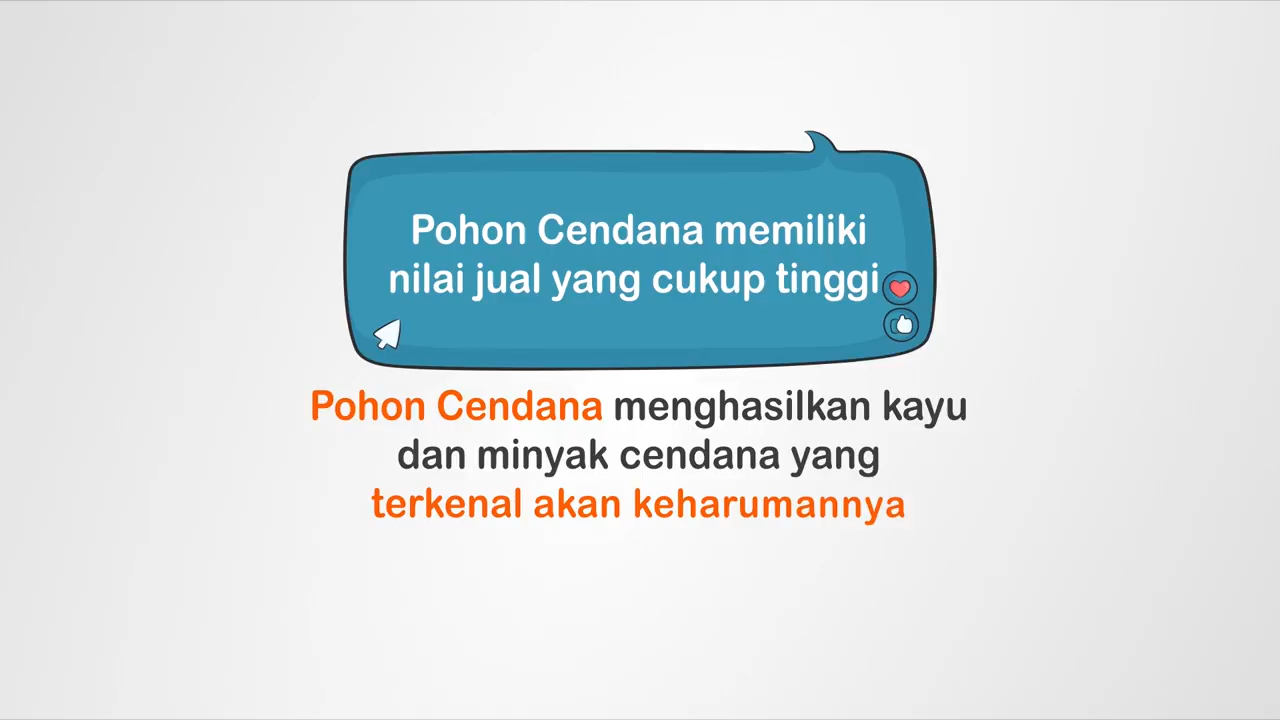 Pohon Cendana memiliki
nilai jual yang cukup tinggi
Pohon Cendana menghasilkan kayu
dan minyak cendana yang
terkenal akan keharumannya